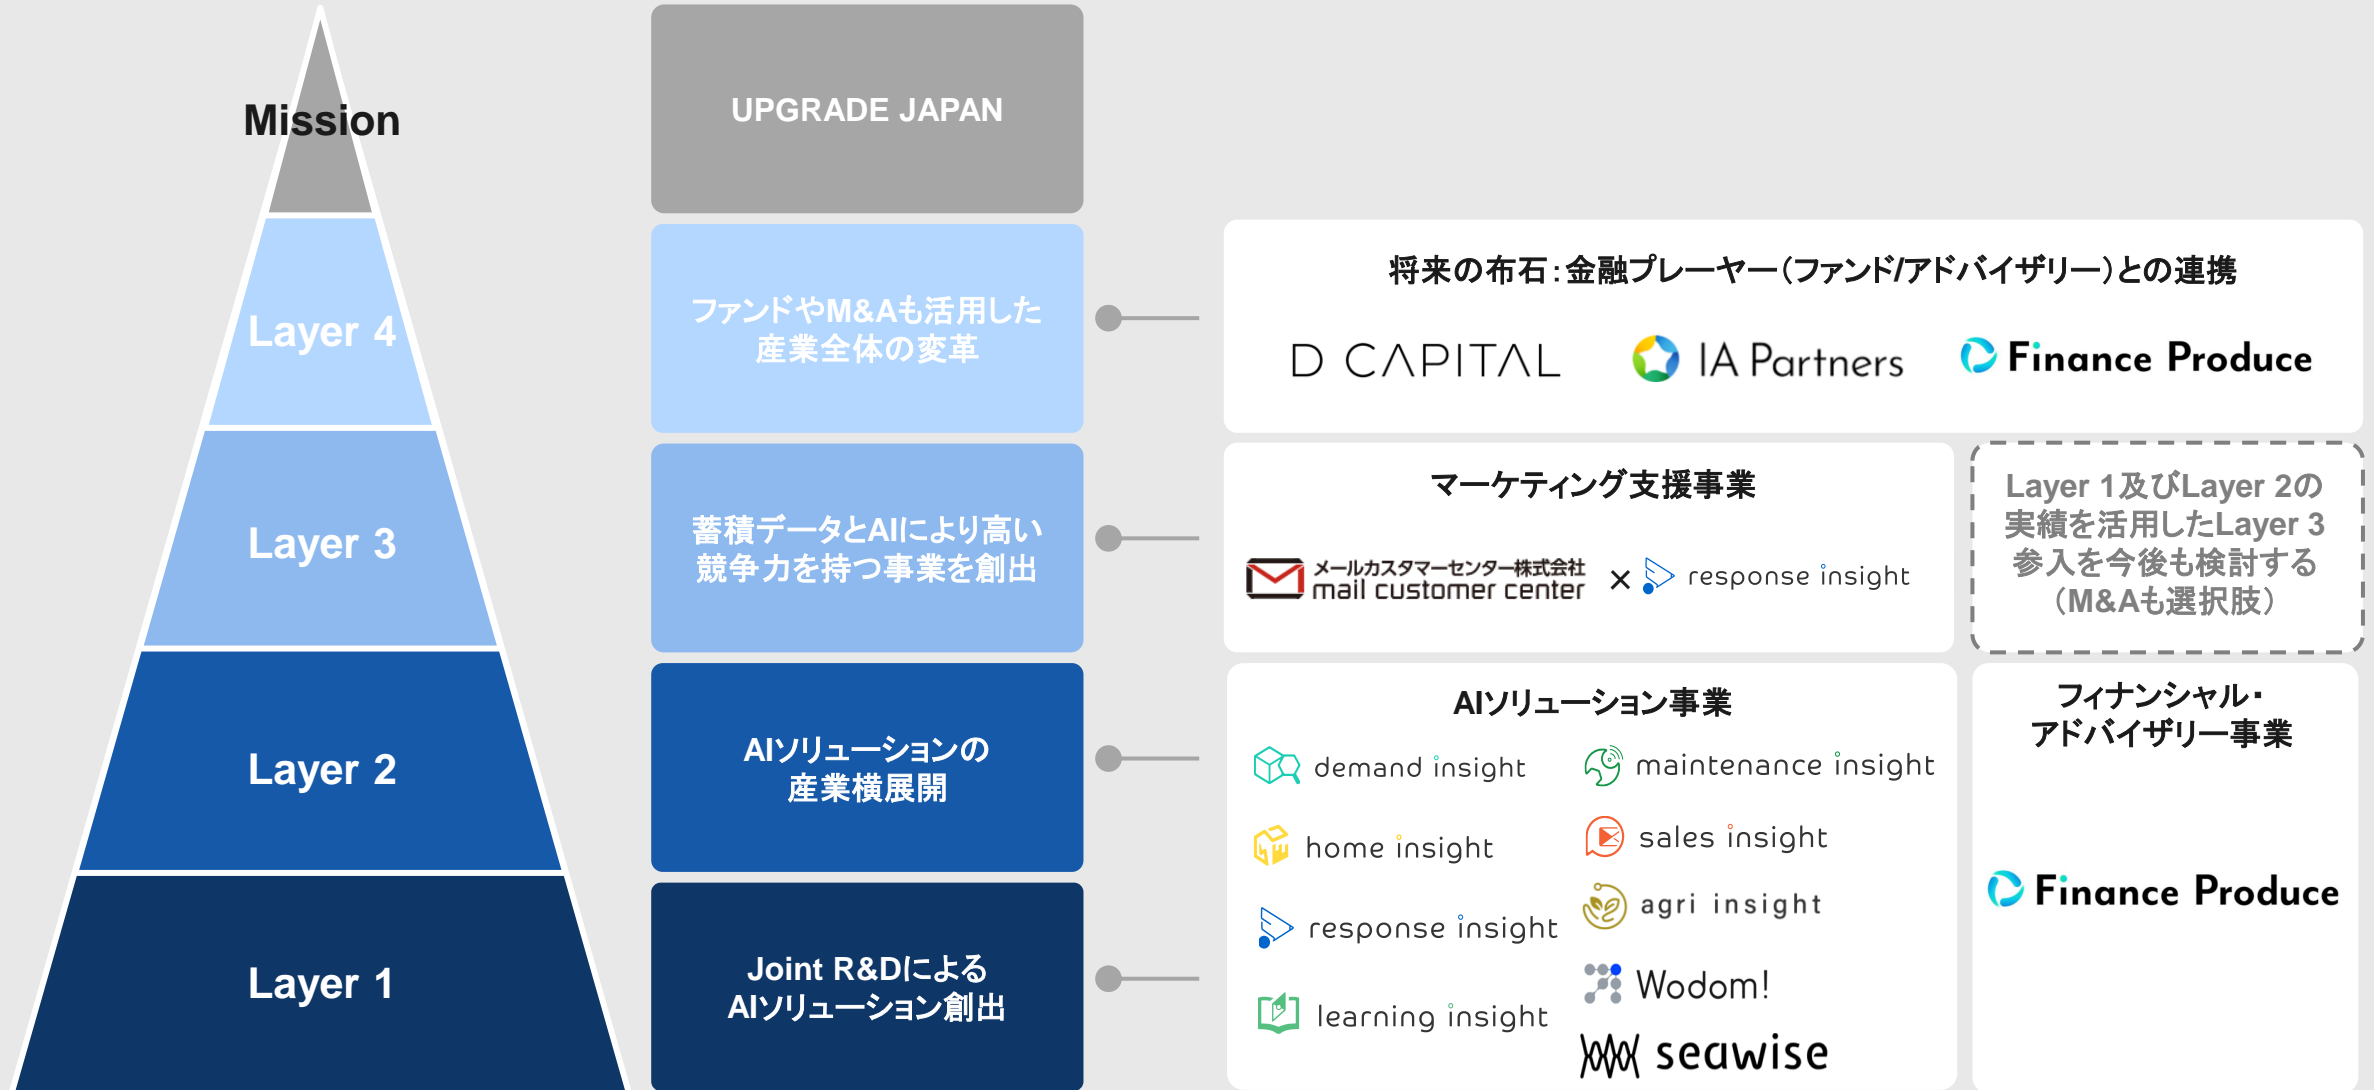 Mission
UPGRADE JAPAN
Layer 4
ファンドやM&Aも活用した
産業全体の変革
将来の布石：金融プレーヤー（ファンド/アドバイザリー）との連携
D CAPITAL
IA Partners
Finance Produce
Layer 3
蓄積データとAIにより高い
競争力を持つ事業を創出
マーケティング支援事業
メールカスタマーセンター株式会社
mail customer center
×
response insight
Layer 1及びLayer 2の
実績を活用したLayer 3
参入を今後も検討する
（M&Aも選択肢）
Layer 2
AIソリューションの
産業横展開
Layer 1
Joint R&Dによる
AIソリューション創出
AIソリューション事業
demand insight
home insight
response insight
learning insight
maintenance insight
sales insight
agri insight
Wodom!
seawise
フィナンシャル・
アドバイザリー事業
Finance Produce